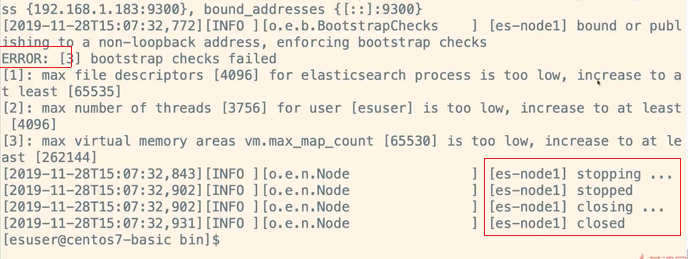 ss {192.168.1.183:9300}, bound_addresses {[::]:9300}
[2019-11-28T15:07:32,772][INFO ][o.e.b.BootstrapChecks    ] [es-node1] bound or publ
ishing to a non-loopback address, enforcing bootstrap checks
ERROR: [3] bootstrap checks failed
[1]: max file descriptors [4096] for elasticsearch process is too low, increase to a
t least [65535]
[2]: max number of threads [3756] for user [esuser] is too low, increase to at least
 [4096]
[3]: max virtual memory areas vm.max_map_count [65530] is too low, increase to at le
ast [262144]
[2019-11-28T15:07:32,843][INFO ][o.e.n.Node               ] [es-node1] stopping ...
[2019-11-28T15:07:32,902][INFO ][o.e.n.Node               ] [es-node1] stopped
[2019-11-28T15:07:32,902][INFO ][o.e.n.Node               ] [es-node1] closing ...
[2019-11-28T15:07:32,931][INFO ][o.e.n.Node               ] [es-node1] closed
[esuser@centos7-basic bin]$